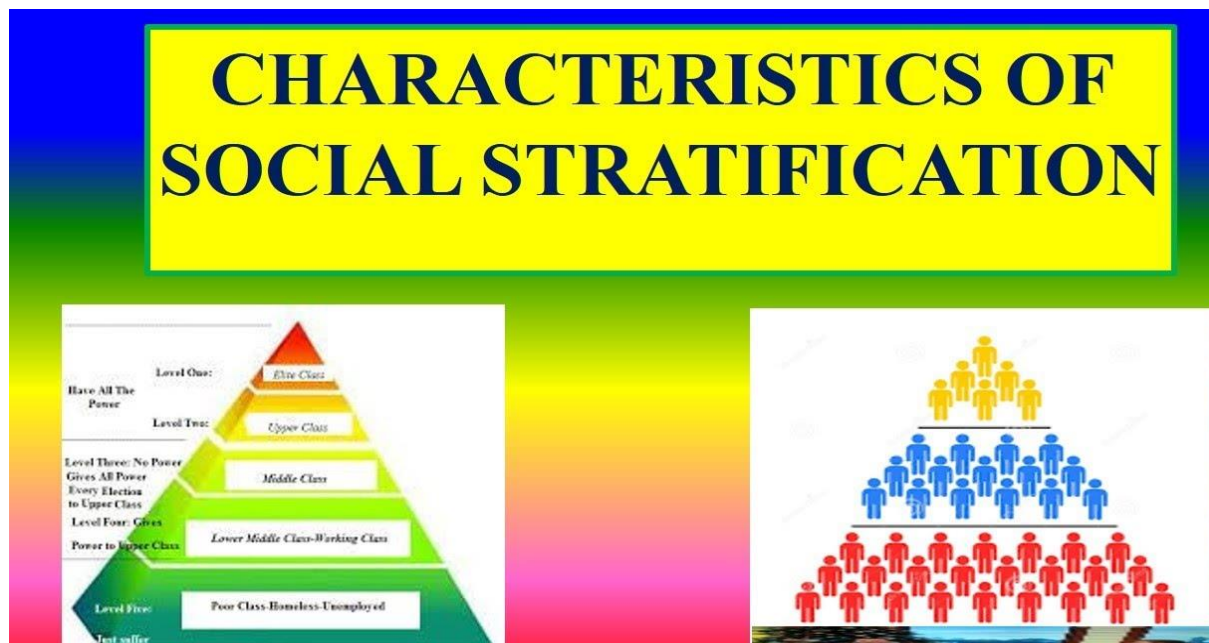 CHARACTERISTICS OF
SOCIAL STRATIFICATION
Level One:
Elite Class
Have All The
Power
Level Two:
Upper Class
Level Three: No Power
Gives All Power
Every Election
to Upper Class
Middle Class
Level Four: Gives
Power to Upper Class
Lower Middle Class-Working Class
Level Five:
Poor Class-Homeless-Unemployed
Just suffer